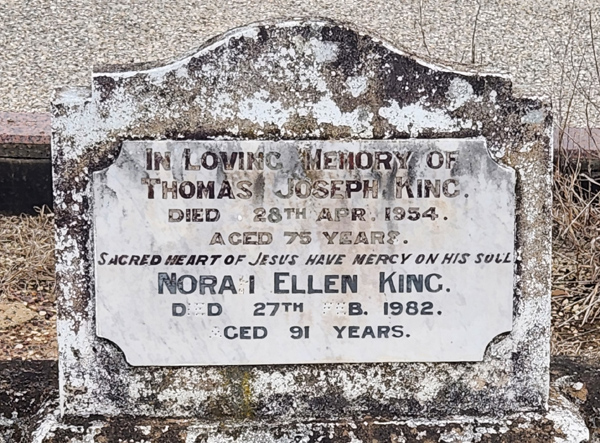 IN LOVING MEMORY OF
THOMAS JOSEPH KING.
DIED 28TH APR. 1954.
AGED 75 YEARS.
SACRED HEART OF JESUS HAVE MERCY ON HIS SOUL
NORAH ELLEN KING.
DIED 27TH FEB. 1982.
AGED 91 YEARS.